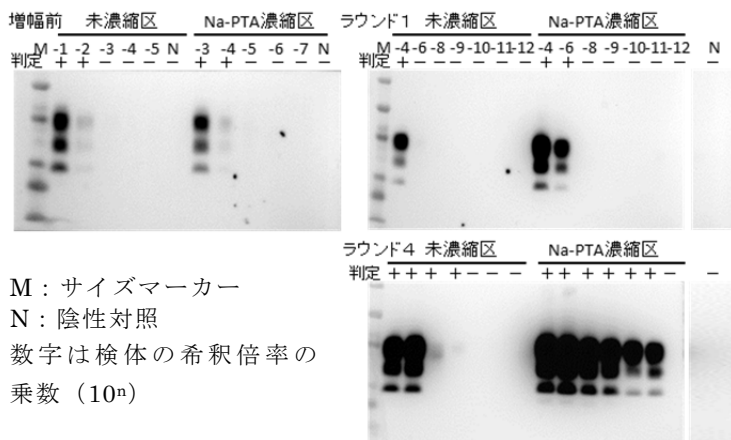 増幅前 未濃縮区 Na-PTA濃縮区
M -1 -2 -3 -4 -5 N -3 -4 -5 -6 -7 N
判定 + + − − − − + + − − − −
ラウンド1 未濃縮区 Na-PTA濃縮区
M -4 -6 -8 -9 -10 -11 -12 -4 -6 -8 -9 -10 -11 -12 N
判定 + − − − − − − + + − − − − − −
ラウンド4 未濃縮区 Na-PTA濃縮区
判定 + + + + − − − + + + + + + − −
M：サイズマーカー
N：陰性対照
数字は検体の希釈倍率の
乗数（10ⁿ）